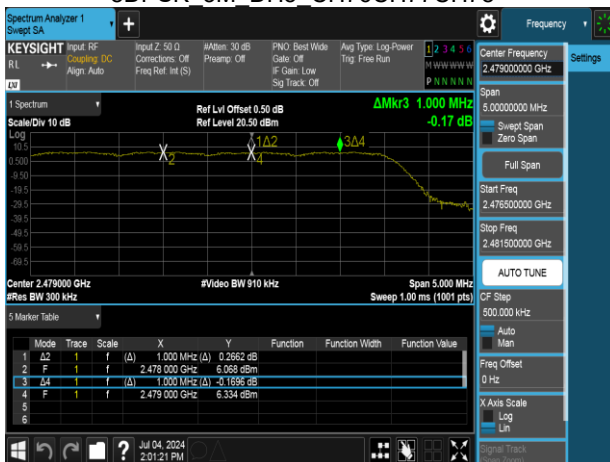 Spectrum Analyzer 1
Swept SA
+
Frequency
KEYSIGHT
RL
LXI
Input: RF
Coupling: DC
Align: Auto
Input Z: 50 Ω
Corrections: Off
Freq Ref: Int (S)
#Atten: 30 dB
Preamp: Off
PNO: Best Wide
Gate: Off
IF Gain: Low
Sig Track: Off
Avg Type: Log-Power
Trig: Free Run
1 2 3 4 5 6
M W W W W W
P N N N N N
Center Frequency
2.479000000 GHz
Settings
Span
5.00000000 MHz
Swept Span
Zero Span
Full Span
Start Freq
2.476500000 GHz
Stop Freq
2.481500000 GHz
AUTO TUNE
CF Step
500.000 kHz
Auto
Man
Freq Offset
0 Hz
X Axis Scale
Log
Lin
Signal Track
(Span Zoom)
1 Spectrum
Scale/Div 10 dB
Ref Lvl Offset 0.50 dB
Ref Level 20.50 dBm
ΔMkr3 1.000 MHz
-0.17 dB
Log
10.5
0.500
-9.50
-19.5
-29.5
-39.5
-49.5
-59.5
-69.5
2
1Δ2
4
3Δ4
Center 2.479000 GHz
#Res BW 300 kHz
#Video BW 910 kHz
Span 5.000 MHz
Sweep 1.00 ms (1001 pts)
5 Marker Table
Mode Trace Scale X Y Function Function Width Function Value
1 Δ2 1 f (Δ) 1.000 MHz (Δ) 0.2662 dB
2 F 1 f 2.478 000 GHz 6.068 dBm
3 Δ4 1 f (Δ) 1.000 MHz (Δ) -0.1696 dB
4 F 1 f 2.479 000 GHz 6.334 dBm
5
6
?
Jul 04, 2024
2:01:21 PM